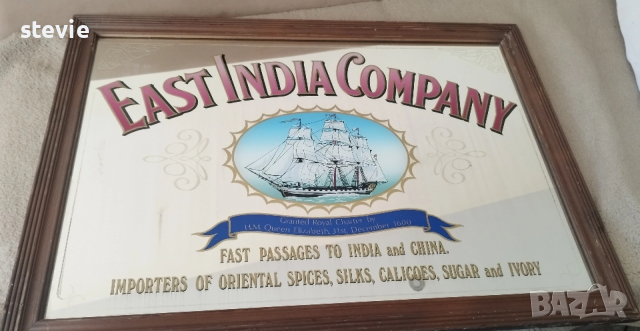 stevie
EAST INDIA COMPANY
Granted Royal Charter by
H.M. Queen Elizabeth, 31st. December 1600
FAST PASSAGES TO INDIA and CHINA.
IMPORTERS OF ORIENTAL SPICES, SILKS, CALICOES, SUGAR and IVORY
BAZAR